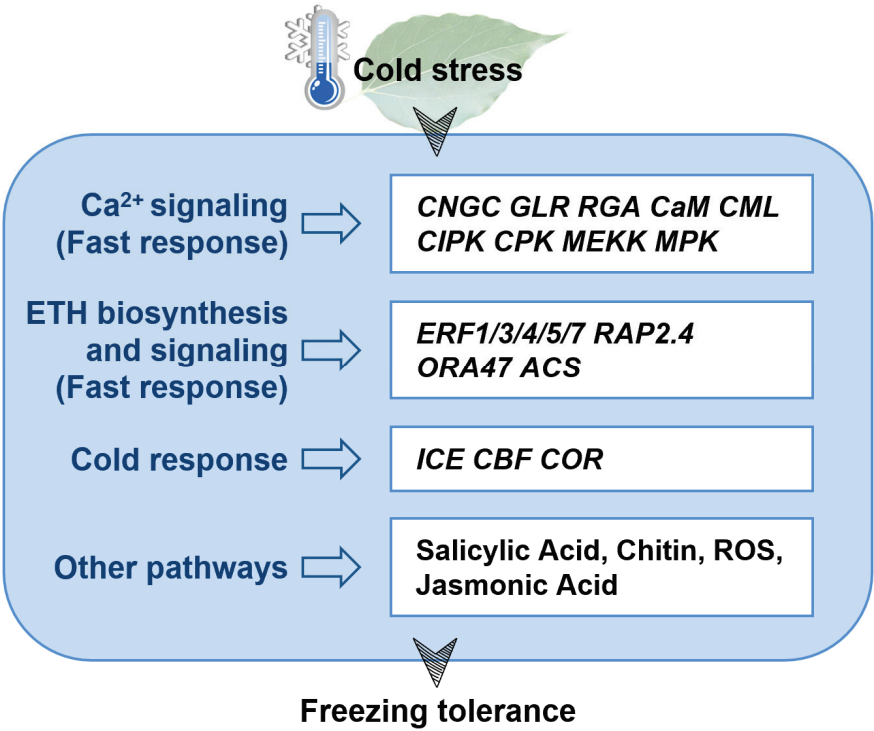 Cold stress
Ca²⁺ signaling
(Fast response)
CNGC GLR RGA CaM CML
CIPK CPK MEKK MPK
ETH biosynthesis
and signaling
(Fast response)
ERF1/3/4/5/7 RAP2.4
ORA47 ACS
Cold response
ICE CBF COR
Other pathways
Salicylic Acid, Chitin, ROS,
Jasmonic Acid
Freezing tolerance